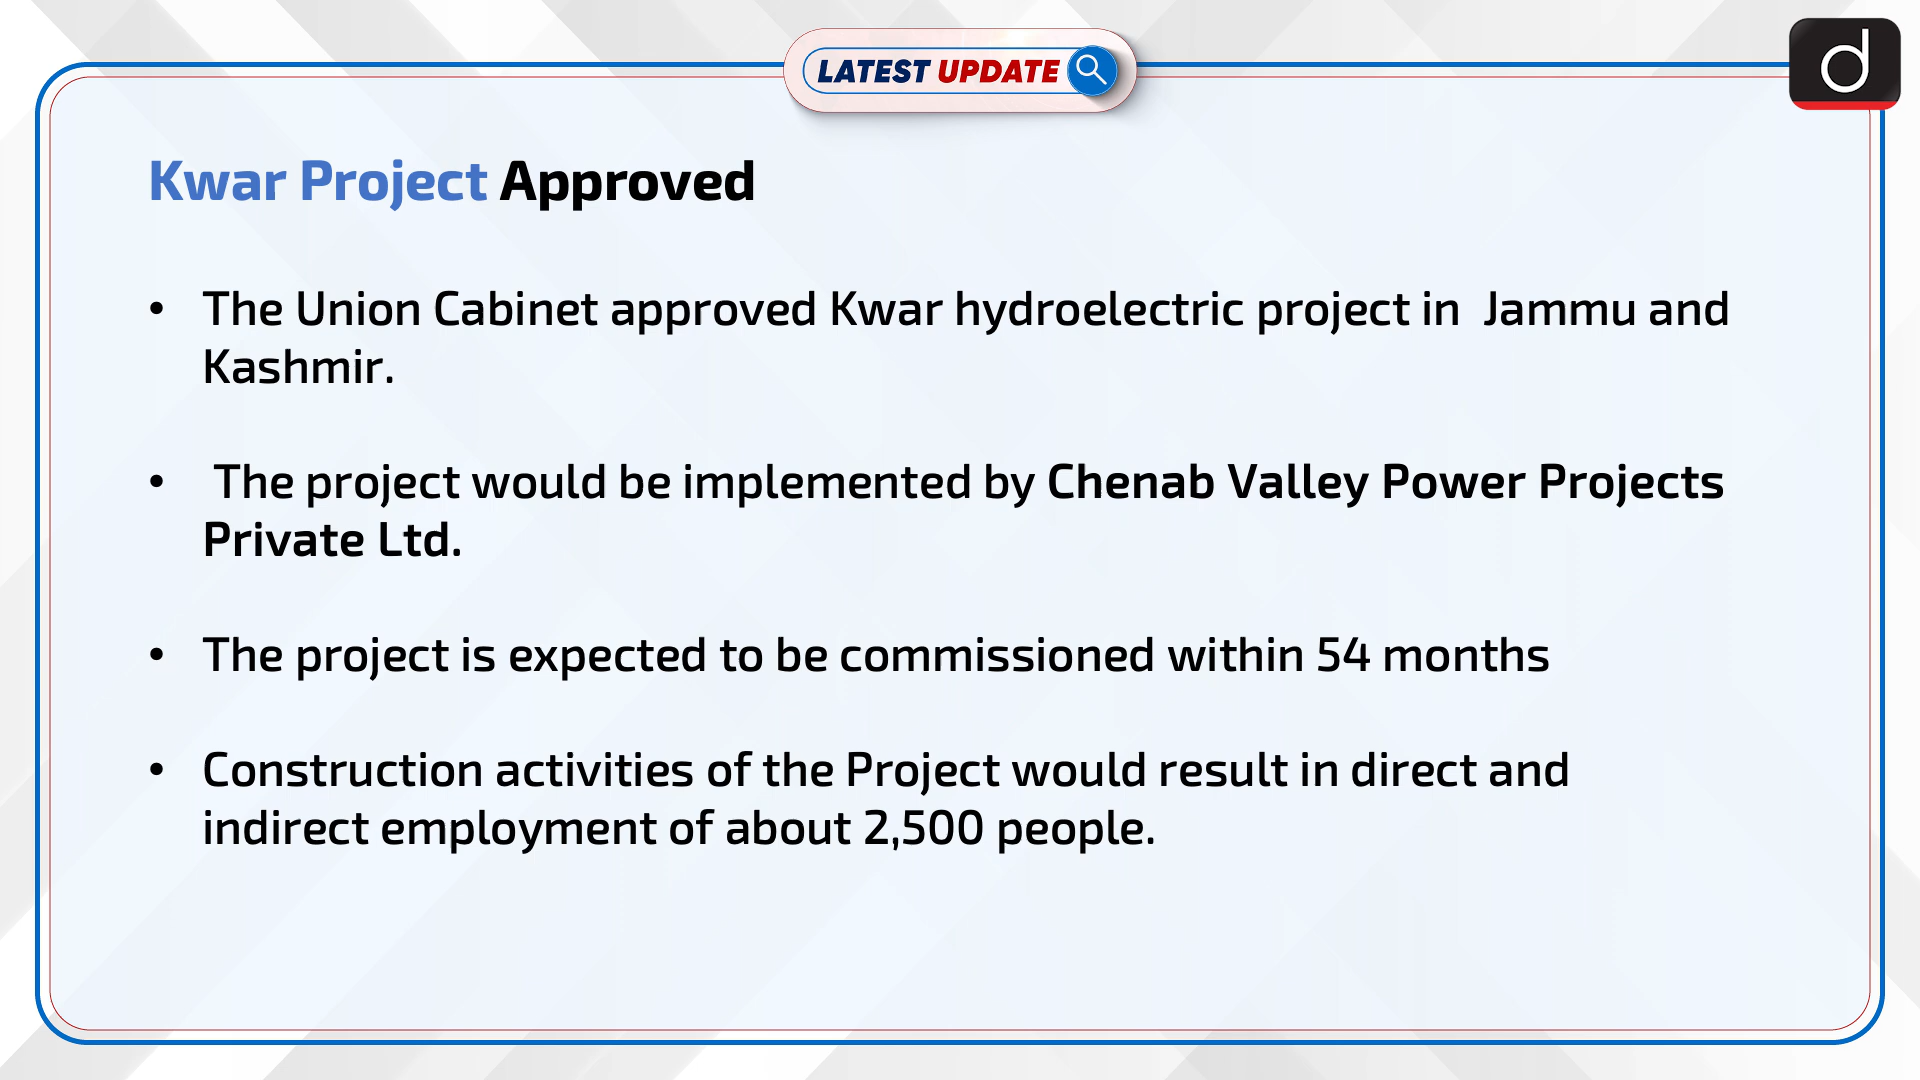 LATEST UPDATE
d
Kwar Project Approved
• The Union Cabinet approved Kwar hydroelectric project in  Jammu and
Kashmir.
•  The project would be implemented by Chenab Valley Power Projects
Private Ltd.
• The project is expected to be commissioned within 54 months
• Construction activities of the Project would result in direct and
indirect employment of about 2,500 people.